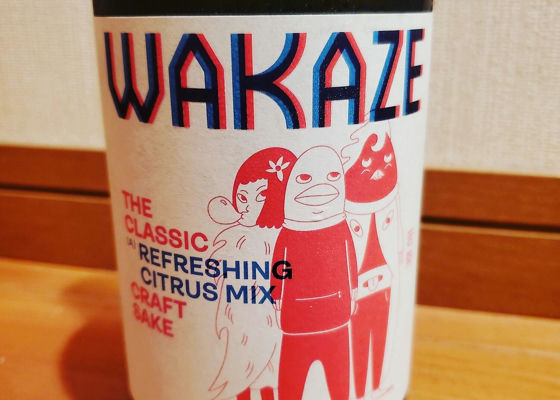 WAKAZE
THE
CLASSIC
(A) REFRESHING
CITRUS MIX
CRAFT
SAKE